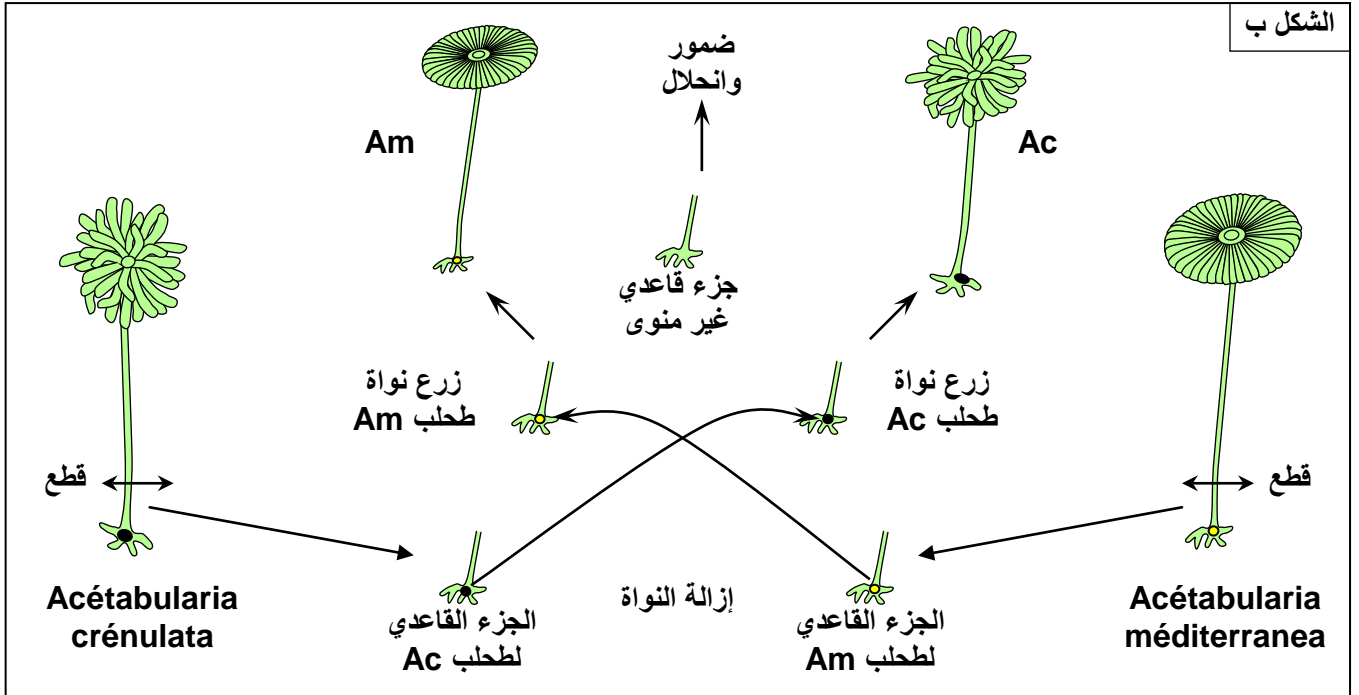 الشكل ب
ضمور
وانحلال
Am
Ac
جزء قاعدي
غير منوى
زرع نواة
طحلب Am
زرع نواة
طحلب Ac
قطع
قطع
إزالة النواة
Acétabularia
crénulata
الجزء القاعدي
لطحلب Ac
الجزء القاعدي
لطحلب Am
Acétabularia
méditerranea